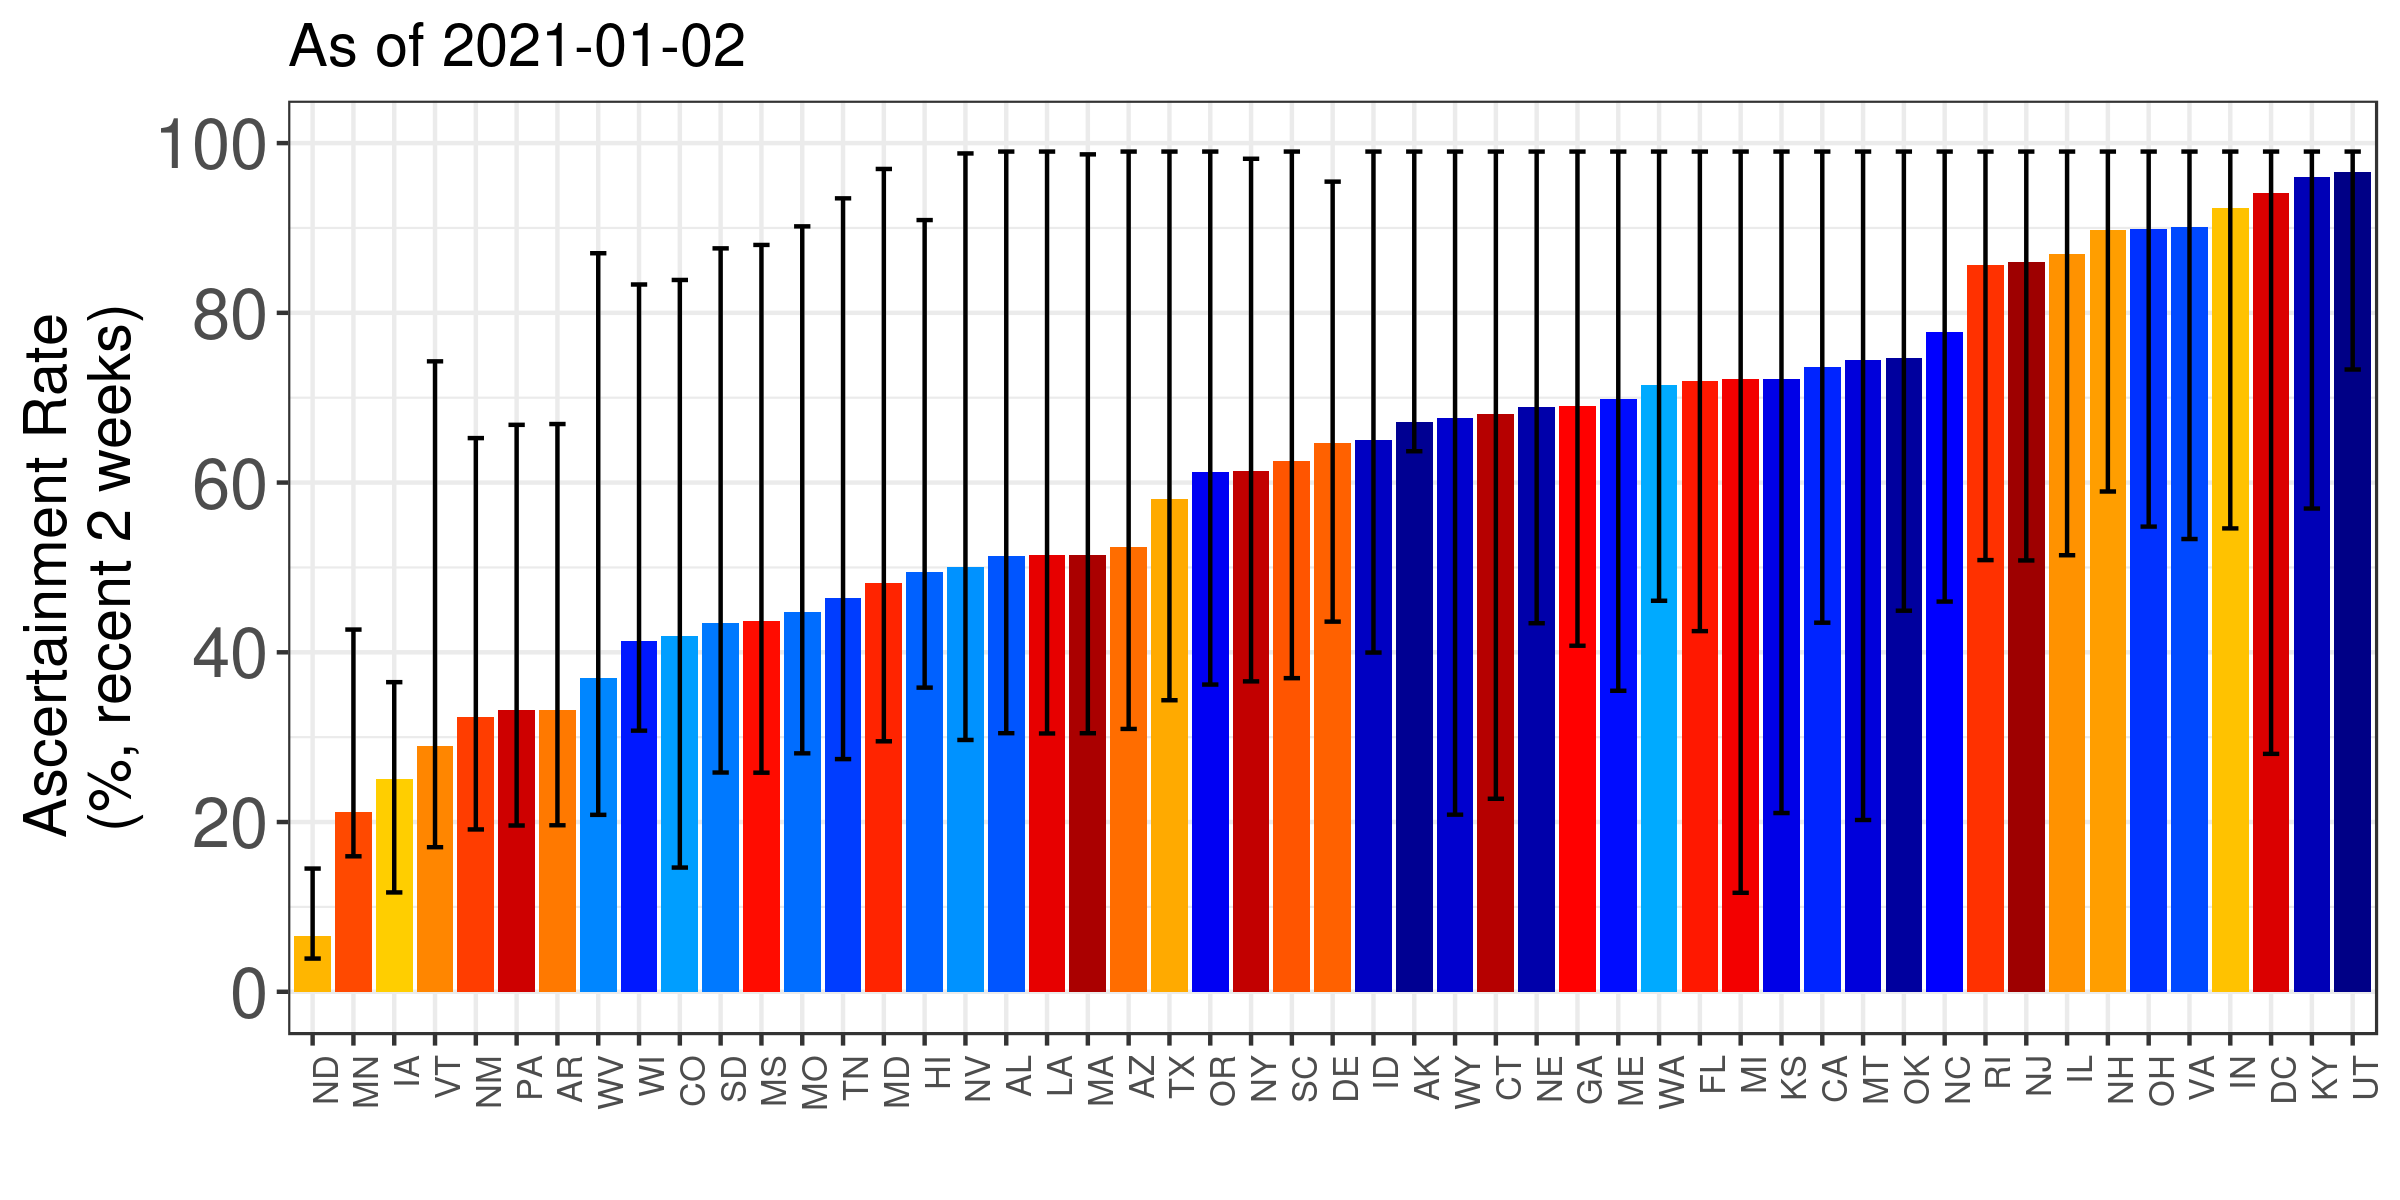 As of 2021-01-02
Ascertainment Rate
(%, recent 2 weeks)
100
80
60
40
20
0
ND MN IA VT NM PA AR WV WI CO SD MS MO TN MD HI NV AL LA MA AZ TX OR NY SC DE ID AK WY CT NE GA ME WA FL MI KS CA MT OK NC RI NJ IL NH OH VA IN DC KY UT